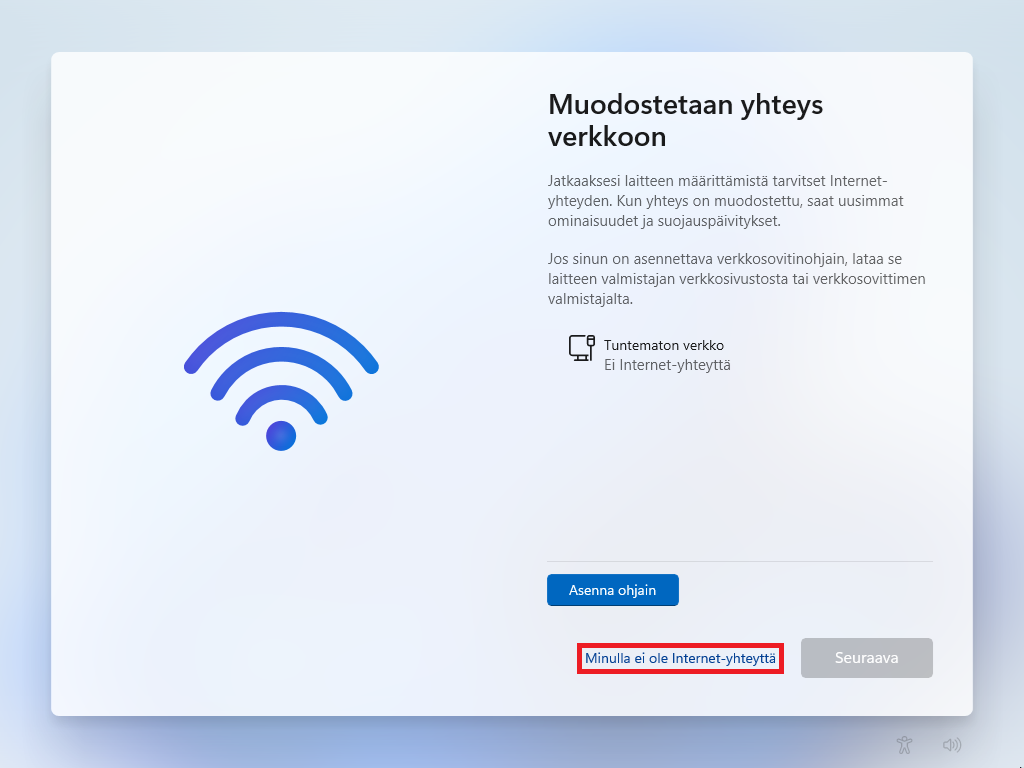 Muodostetaan yhteys
verkkoon
Jatkaaksesi laitteen määrittämistä tarvitset Internet-
yhteyden. Kun yhteys on muodostettu, saat uusimmat
ominaisuudet ja suojauspäivitykset.
Jos sinun on asennettava verkkosovitinohjain, lataa se
laitteen valmistajan verkkosivustosta tai verkkosovittimen
valmistajalta.
Tuntematon verkko
Ei Internet-yhteyttä
Asenna ohjain
Minulla ei ole Internet-yhteyttä
Seuraava